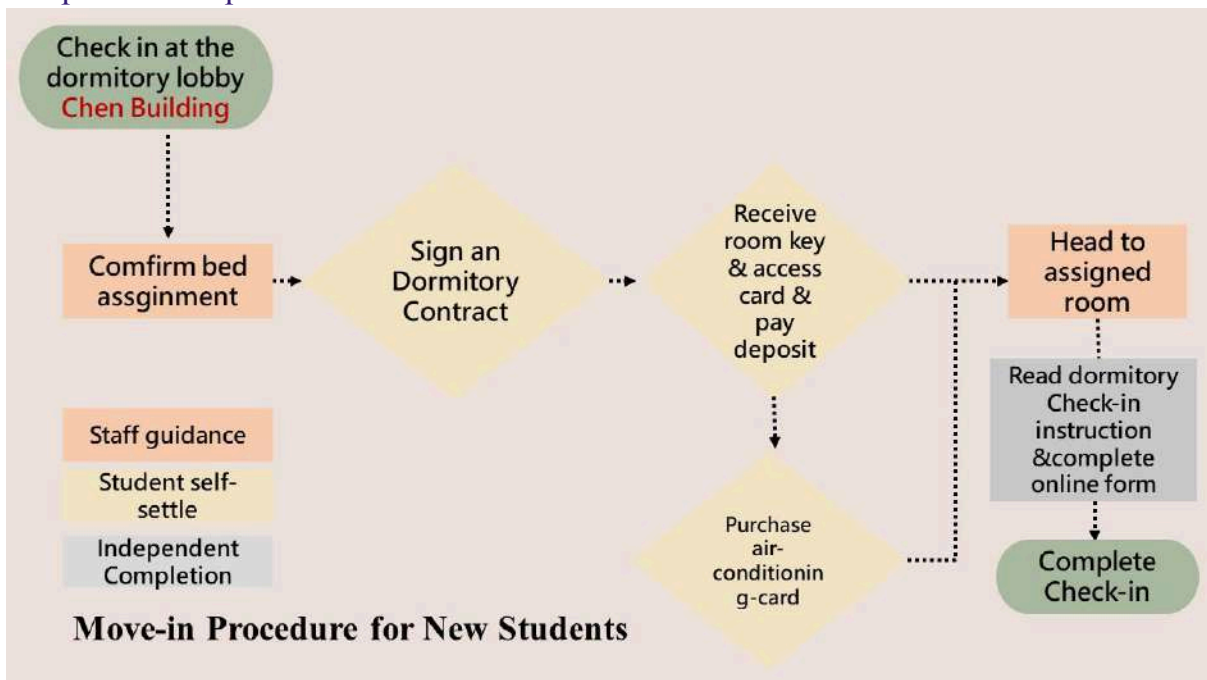 Check in at the
dormitory lobby
Chen Building
Comfirm bed
assginment
Sign an
Dormitory
Contract
Receive
room key
& access
card &
pay
deposit
Head to
assigned
room
Read dormitory
Check-in
instruction
&complete
online form
Purchase
air-
conditionin
g-card
Complete
Check-in
Staff guidance
Student self-
settle
Independent
Completion
Move-in Procedure for New Students